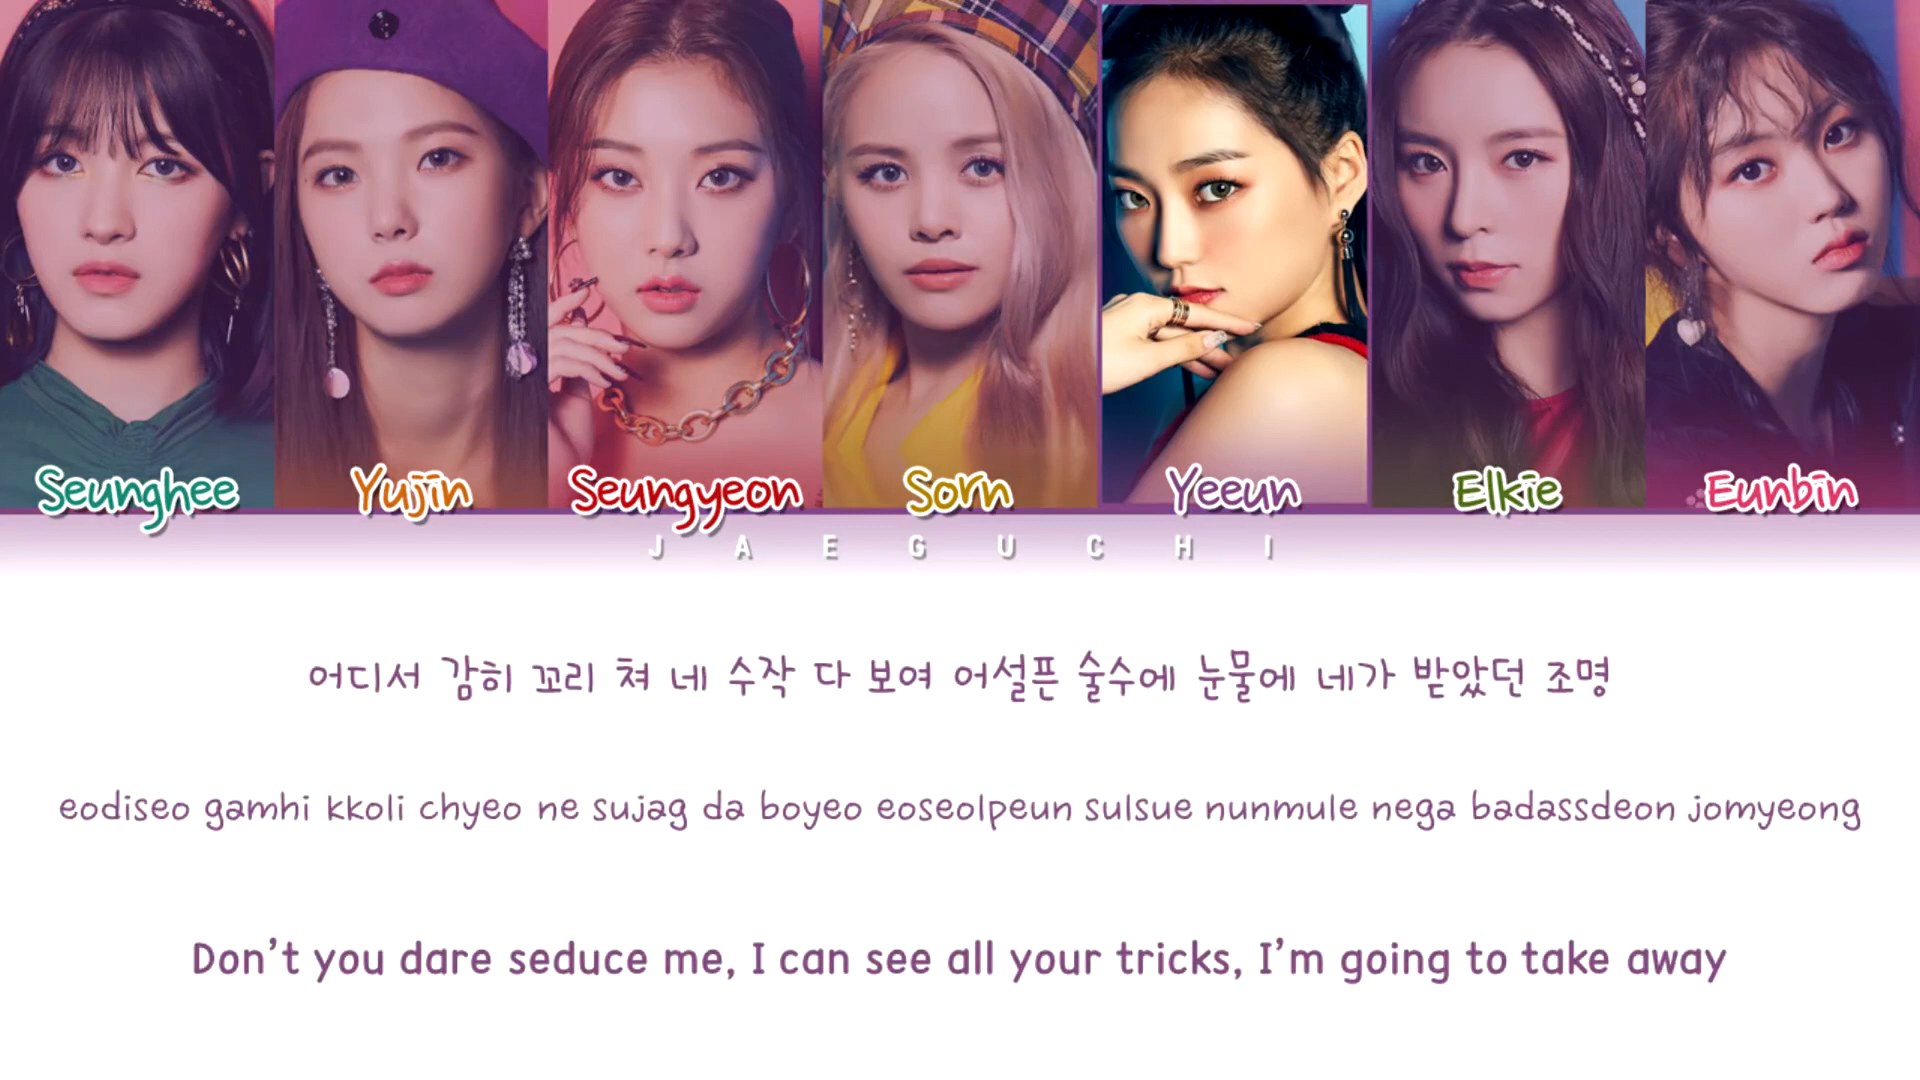 Seunghee Yujin Seungyeon Sorn Yeeun Elkie Eunbin
JAEGUCHI
어디서 감히 꼬리 쳐 네 수작 다 보여 어설픈 술수에 눈물에 네가 받았던 조명
eodiseo gamhi kkoli chyeo ne sujag da boyeo eoseolpeun sulsue nunmule nega badassdeon jomyeong
Don't you dare seduce me, I can see all your tricks, I'm going to take away